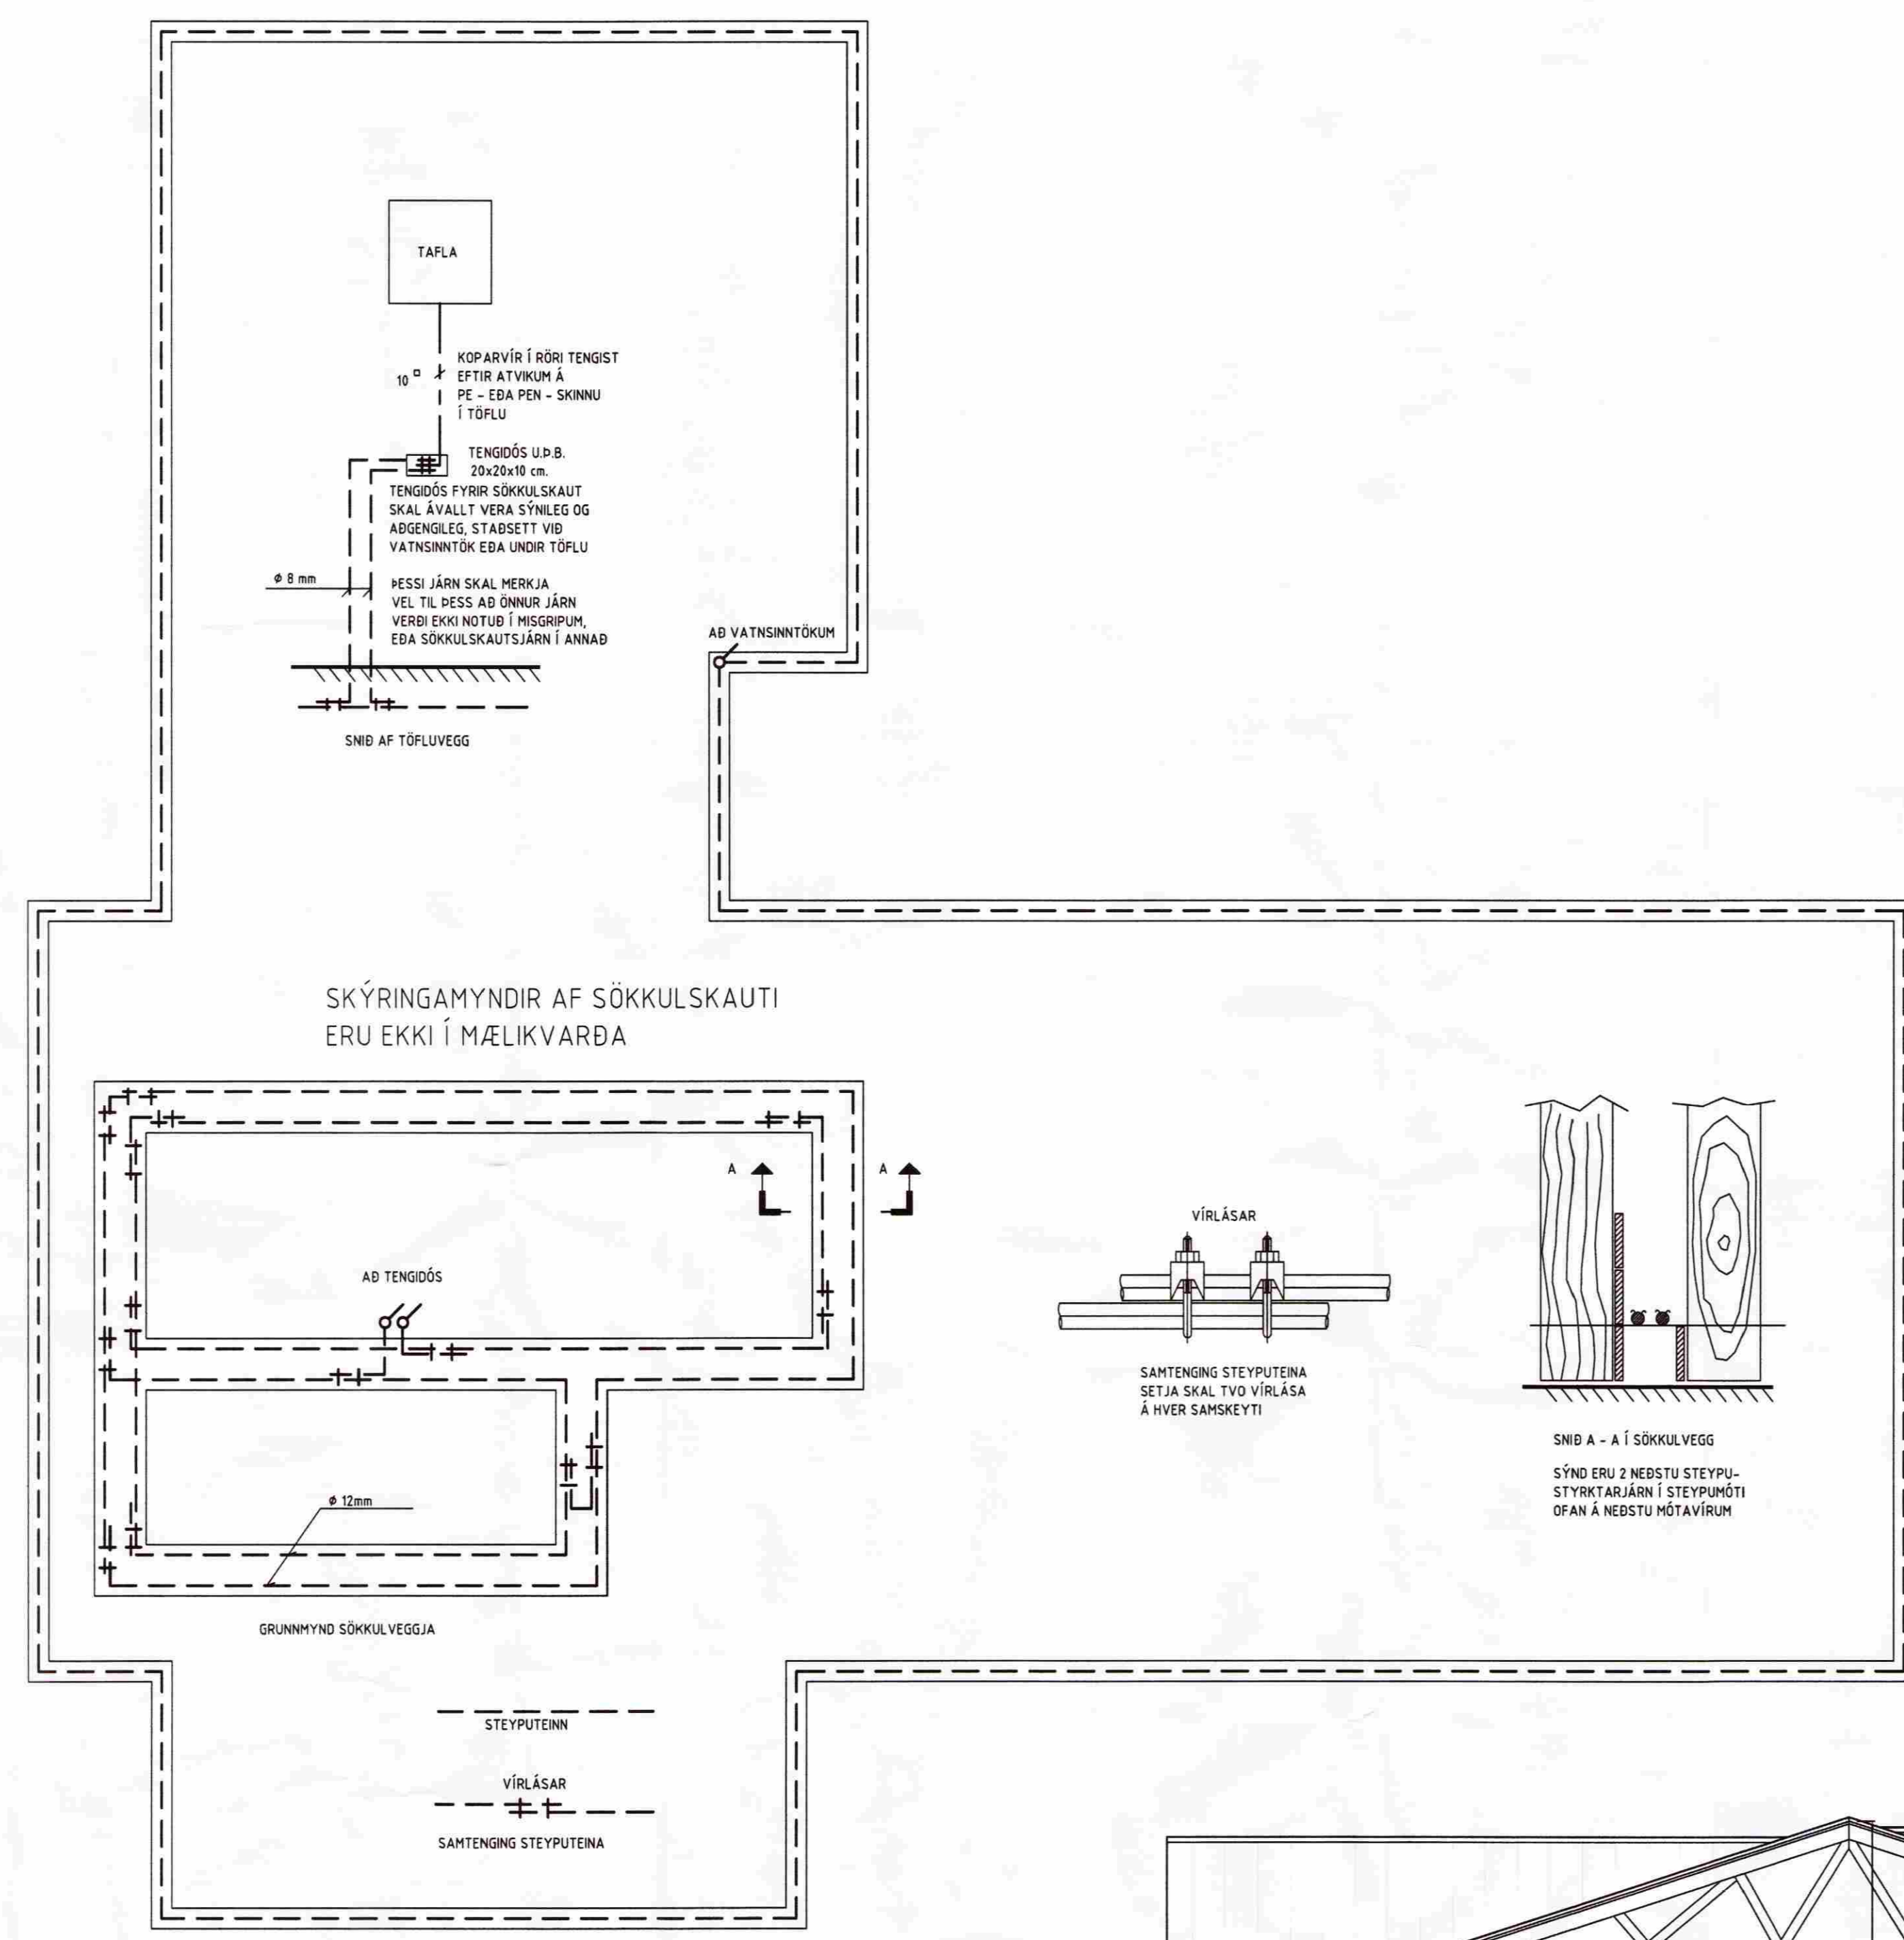 TAFLA
10
KOPARVÍR Í RÖRI TENGIST
EFTIR ATVIKUM Á
PE - EÐA PEN - SKINNU
Í TÖFLU
TENGIDÓS U.Þ.B.
20x20x10 cm.
TENGIDÓS FYRIR SÖKKULSKAUT
SKAL ÁVALLT VERA SÝNILEG OG
AÐGENGILEG, STAÐSETT VIÐ
VATNSINNTÖK EÐA UNDIR TÖFLU
ø 8 mm
ÞESSI JÁRN SKAL MERKJA
VEL TIL ÞESS AÐ ÖNNUR JÁRN
VERÐI EKKI NOTUÐ Í MISGRIPUM,
EÐA SÖKKULSKAUTSJÁRN Í ANNAÐ
AÐ VATNSINNTÖKUM
SNIÐ AF TÖFLUVEGG
SKÝRINGAMYNDIR AF SÖKKULSKAUTI
ERU EKKI Í MÆLIKVARÐA
A
A
AÐ TENGIDÓS
ø 12mm
GRUNNMYND SÖKKULVEGGJA
VÍRLÁSAR
SAMTENGING STEYPUTEINA
SETJA SKAL TVO VÍRLÁSA
Á HVER SAMSKEYTI
SNIÐ A - A Í SÖKKULVEGG
SÝND ERU 2 NEÐSTU STEYPU-
STYRKTARJÁRN Í STEYPUMÓTI
OFAN Á NEÐSTU MÓTAVÍRUM
STEYPUTEINN
VÍRLÁSAR
SAMTENGING STEYPUTEINA